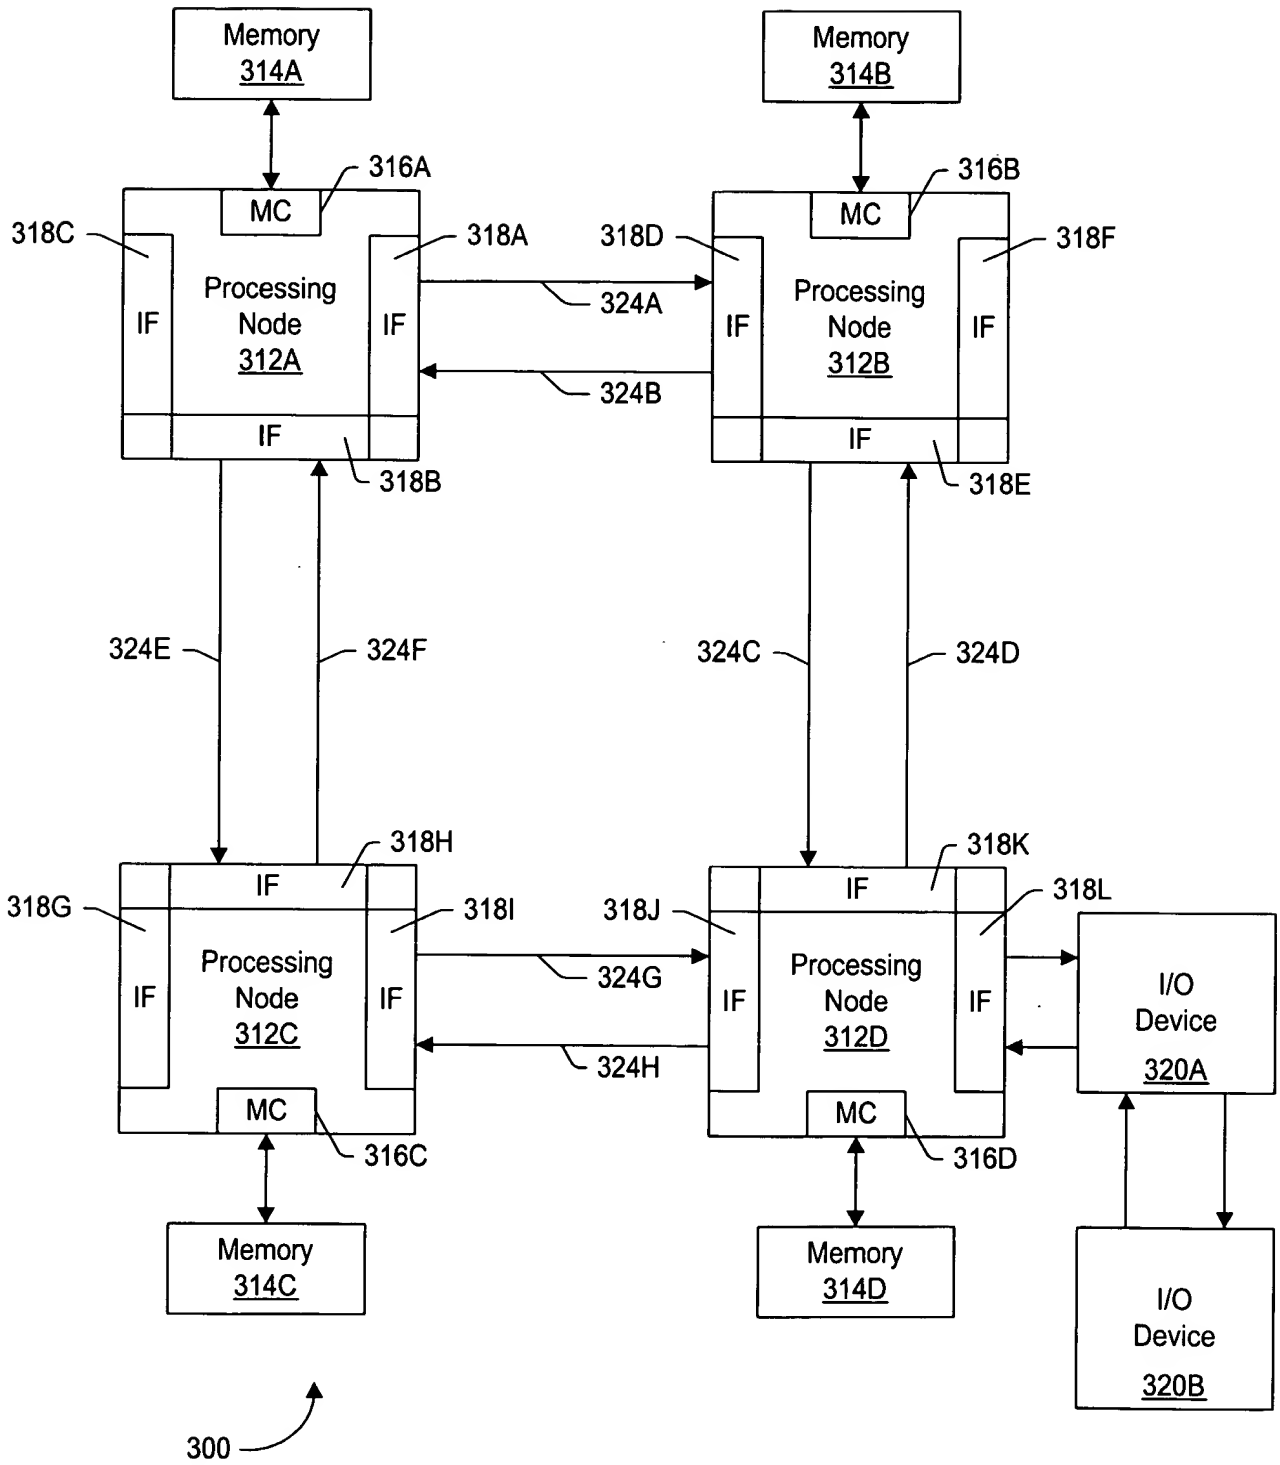 Memory
314A
Memory
314B
316A
316B
MC
MC
318C
318A
318D
318F
Processing
Node
312A
IF
IF
324A
Processing
Node
312B
IF
IF
324B
IF
318B
IF
318E
324E
324F
324C
324D
318H
318K
IF
IF
318G
318I
318J
318L
Processing
Node
312C
IF
IF
324G
Processing
Node
312D
IF
IF
I/O
Device
320A
324H
MC
316C
MC
316D
Memory
314C
Memory
314D
I/O
Device
320B
300